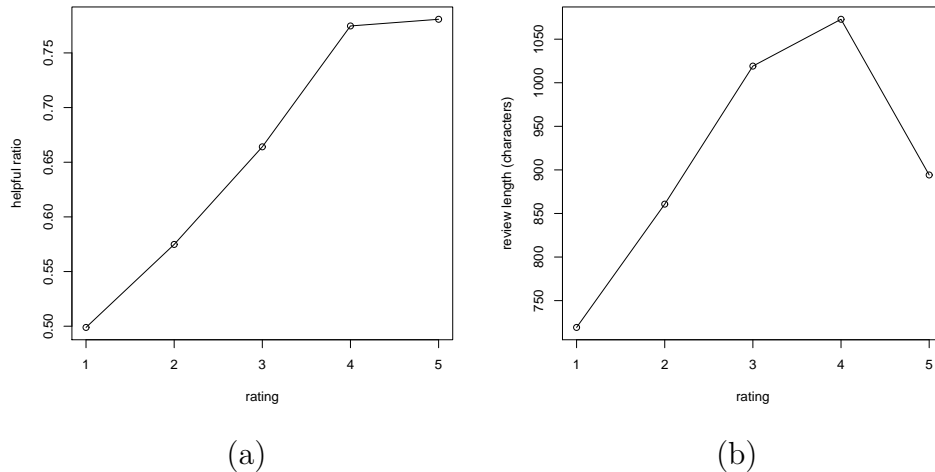 helpful ratio
0.75
0.70
0.65
0.60
0.55
0.50
1 2 3 4 5
rating
(a)
review length (characters)
1050
1000
950
900
850
800
750
1 2 3 4 5
rating
(b)